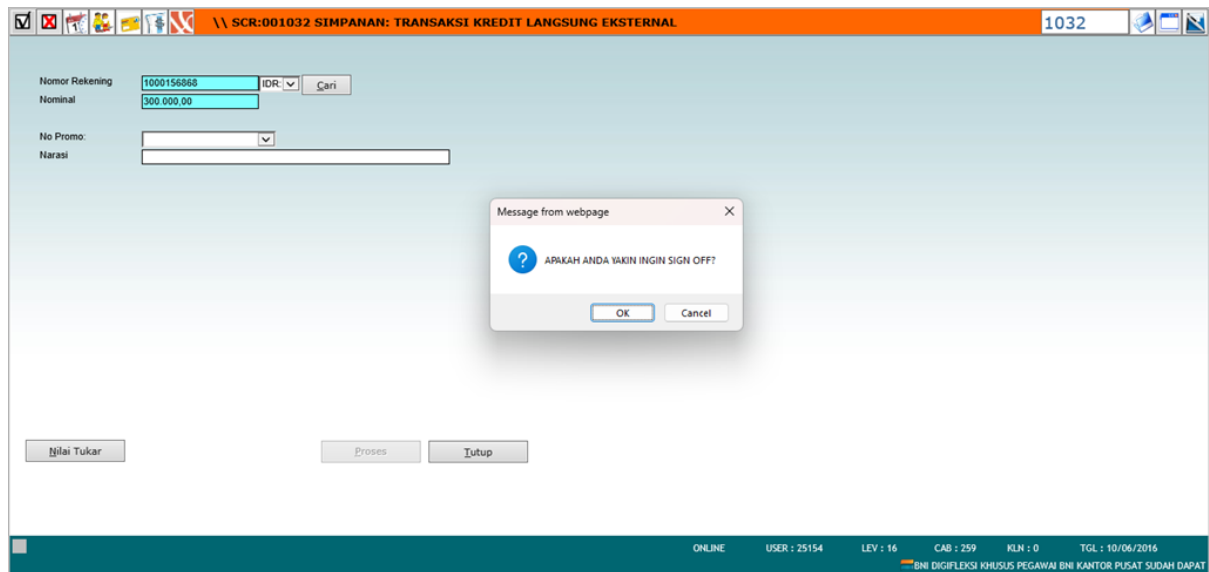 \\ SCR:001032 SIMPANAN: TRANSAKSI KREDIT LANGSUNG EKSTERNAL 1032
Nomor Rekening 1000156868 IDR: Cari
Nominal 300.000,00
No Promo:
Narasi
Message from webpage
APAKAH ANDA YAKIN INGIN SIGN OFF?
OK Cancel
Nilai Tukar Proses Tutup
ONLINE USER : 25154 LEV : 16 CAB : 259 KLN : 0 TGL : 10/06/2016
BNI DIGIFLEKSI KHUSUS PEGAWAI BNI KANTOR PUSAT SUDAH DAPAT